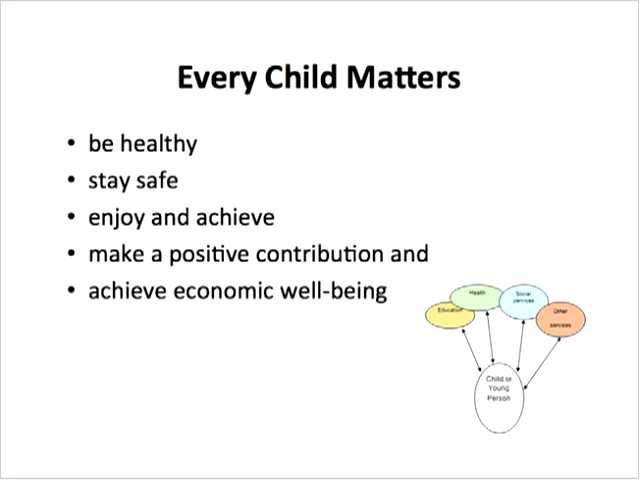 Every Child Matters
• be healthy
• stay safe
• enjoy and achieve
• make a positive contribution and
• achieve economic well-being
Education
Health
Social
services
Other
services
Child or
Young
Person